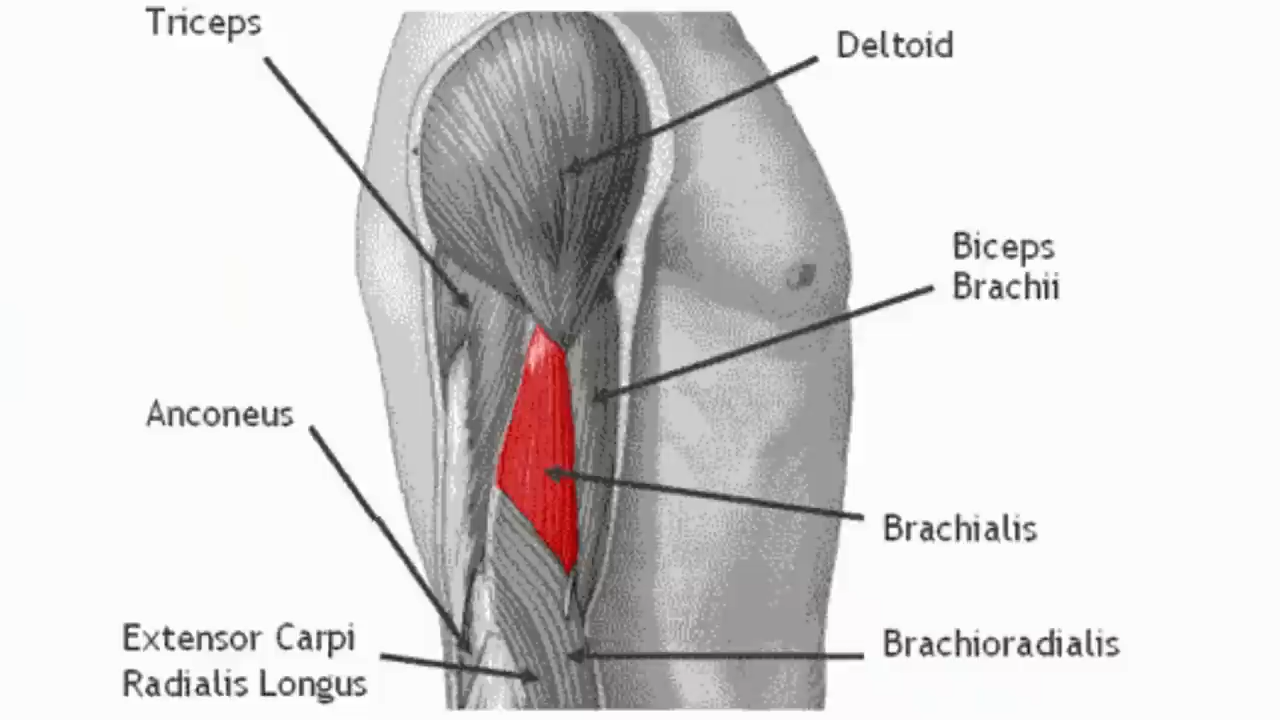 Triceps
Deltoid
Biceps
Brachii
Anconeus
Brachialis
Extensor Carpi
Radialis Longus
Brachioradialis